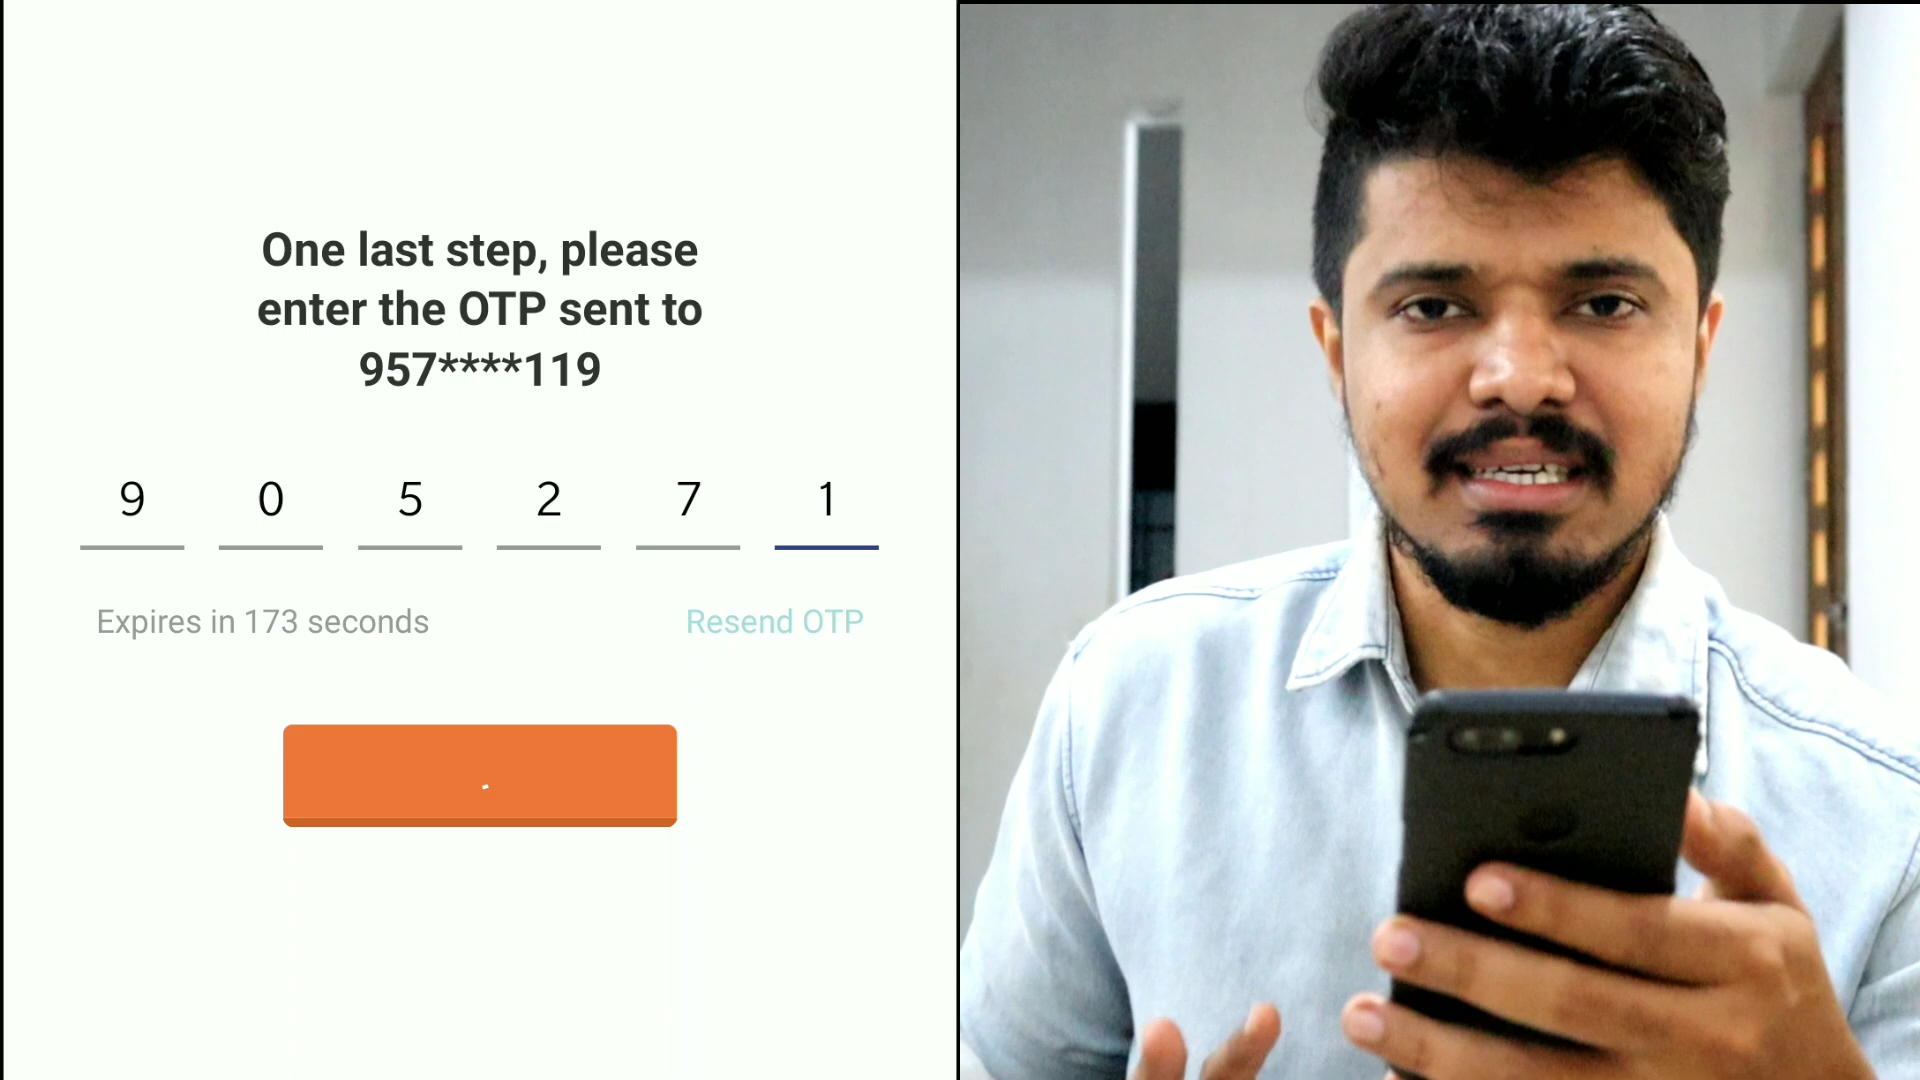 One last step, please
enter the OTP sent to
957****119
9 0 5 2 7 1
Expires in 173 seconds
Resend OTP